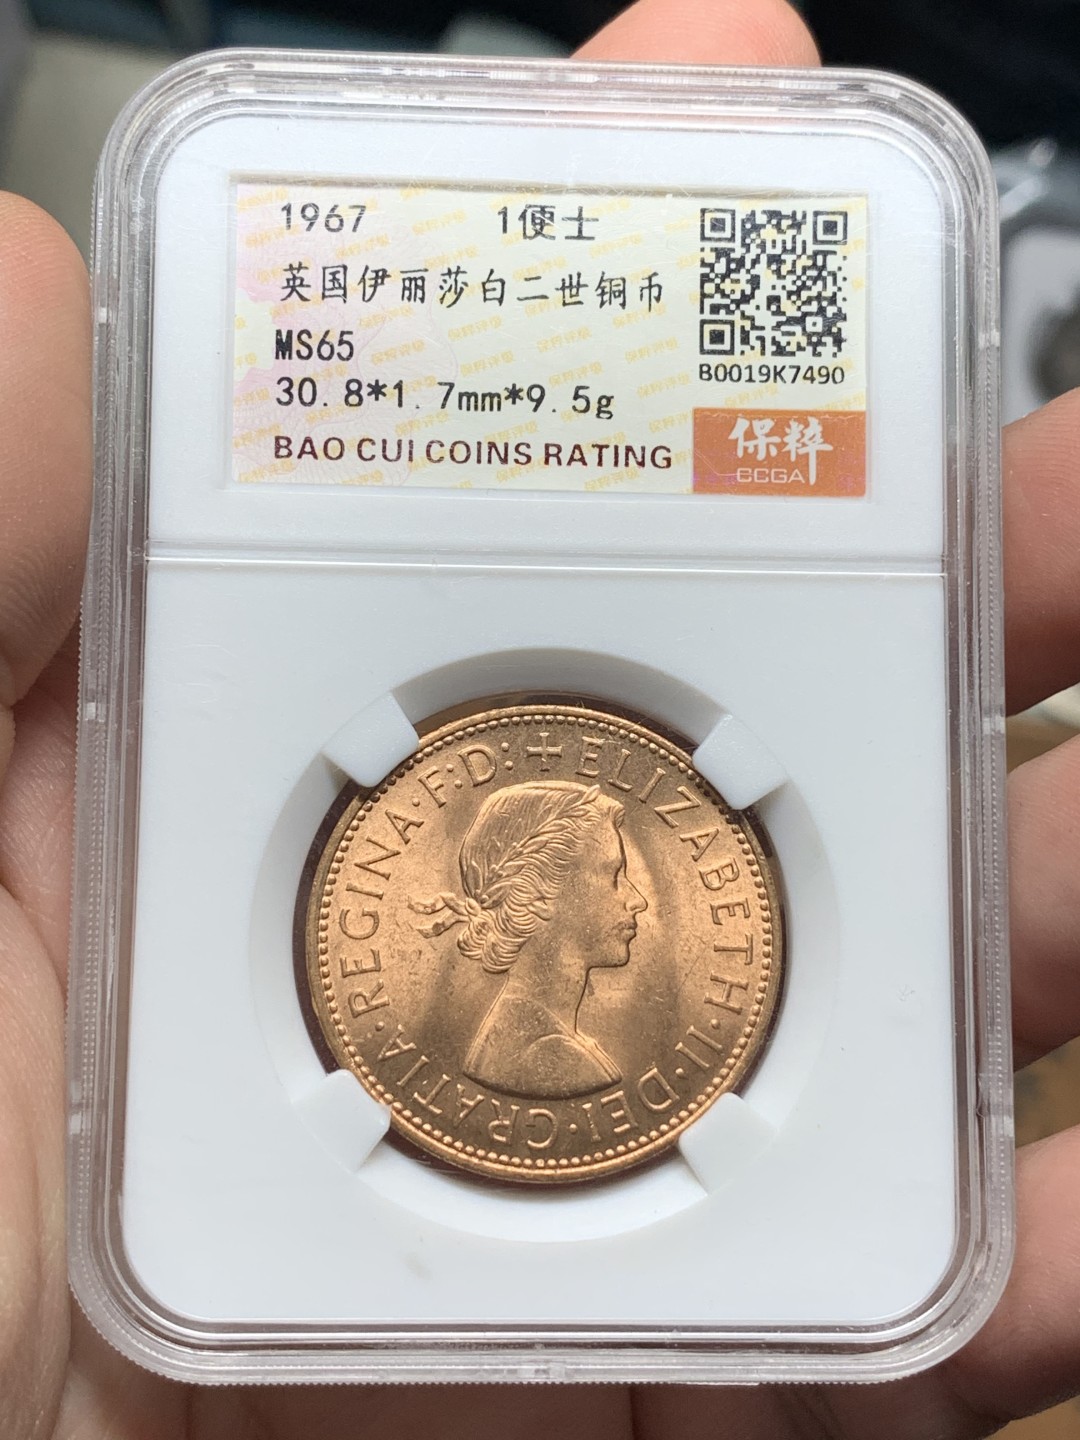 1967 1便士
英国伊丽莎白二世铜币
MS65
30.8*1.7mm*9.5g
BAO CUI COINS RATING
B0019K7490
保粹
CCGA
+ELIZABETH·II·DEI·GRATIA·REGINA·F:D: